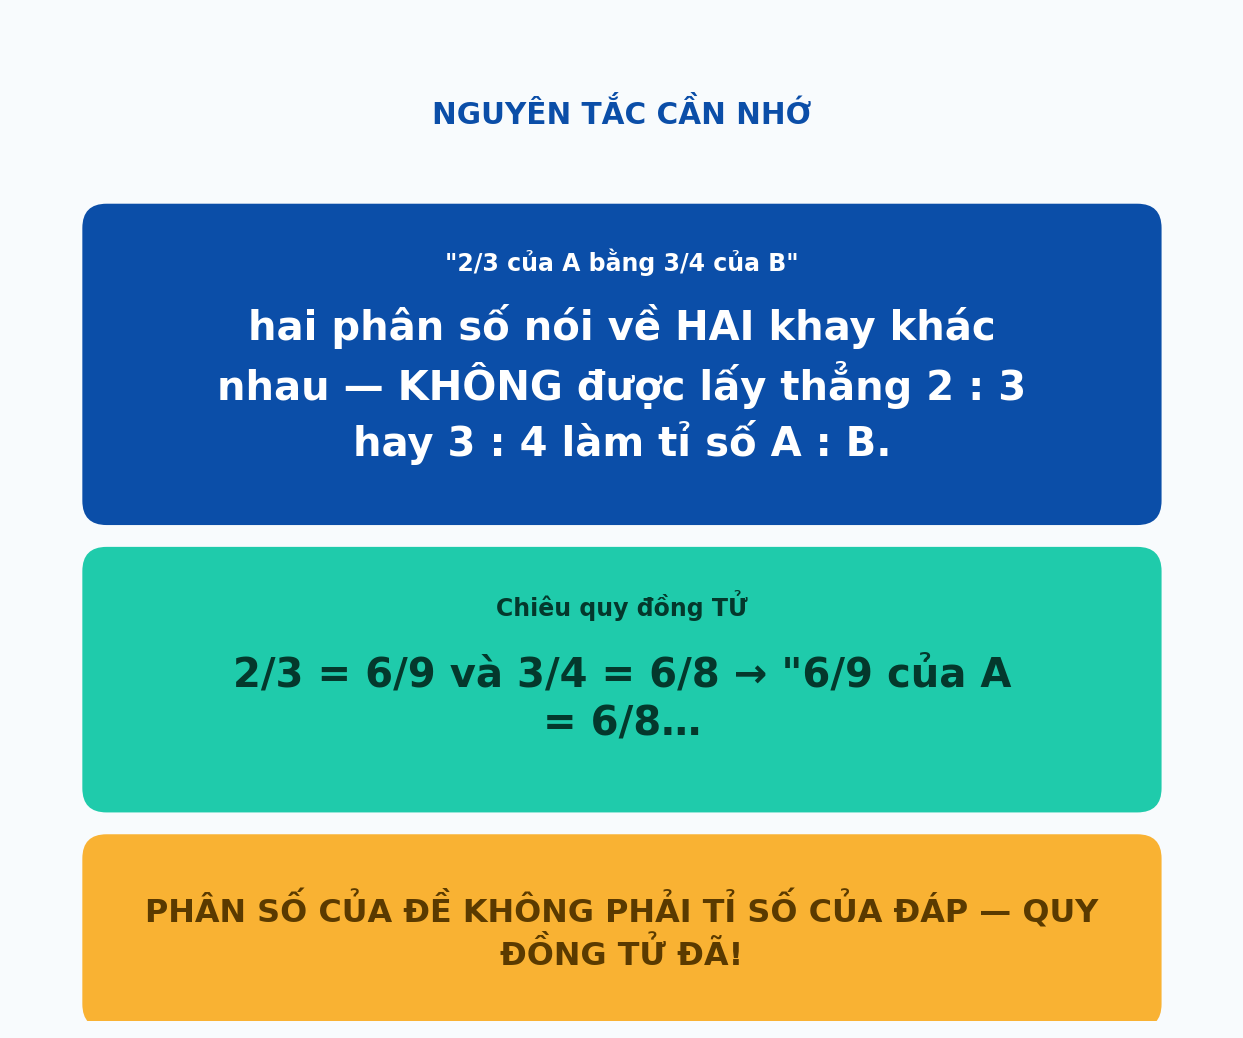 NGUYÊN TẮC CẦN NHỚ
"2/3 của A bằng 3/4 của B"
hai phân số nói về HAI khay khác
nhau — KHÔNG được lấy thẳng 2 : 3
hay 3 : 4 làm tỉ số A : B.
Chiêu quy đồng TỬ
2/3 = 6/9 và 3/4 = 6/8 → "6/9 của A
= 6/8…
PHÂN SỐ CỦA ĐỀ KHÔNG PHẢI TỈ SỐ CỦA ĐÁP — QUY
ĐỒNG TỬ ĐÃ!